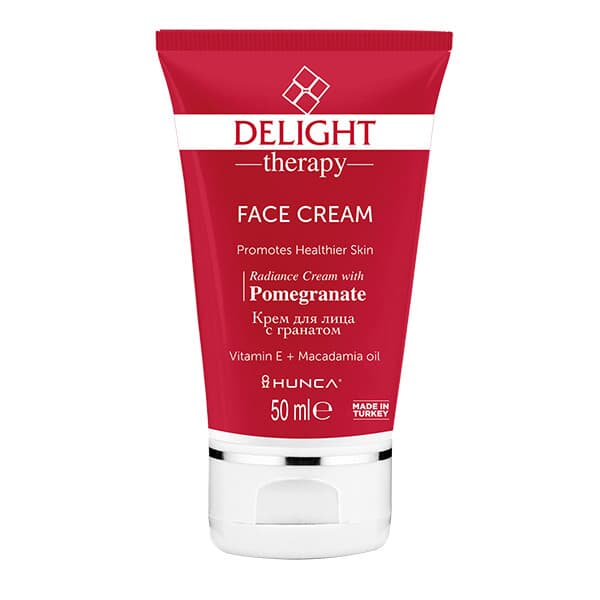 DELIGHT
therapy
FACE CREAM
Promotes Healthier Skin
Radiance Cream with
Pomegranate
Крем для лица
с гранатом
Vitamin E + Macadamia oil
HUNCA®
50 ml ℮
MADE IN
TURKEY